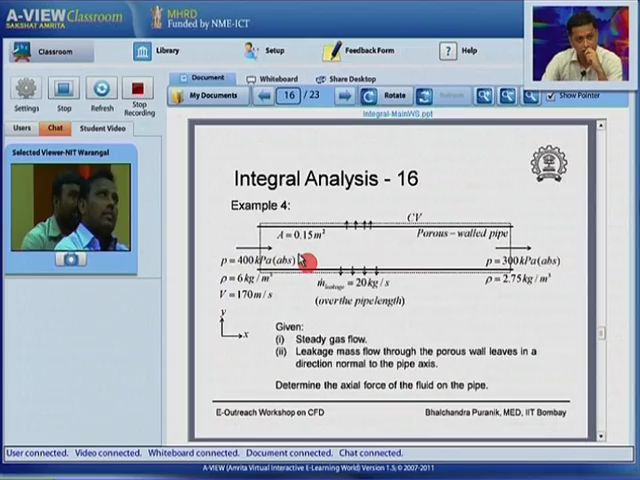 A-VIEW Classroom
SAKSHAT AMRITA
MHRD
Funded by NME-ICT
Classroom
Library
Setup
Feedback Form
? Help
Settings
Stop
Refresh
Stop Recording
Document
Whiteboard
Share Desktop
My Documents
16 / 23
Rotate
Show Pointer
Integral-MainWS.ppt
Users
Chat
Student Video
Selected Viewer-NIT Warangal
Integral Analysis - 16
Example 4:
CV
A = 0.15 m²
Porous – walled pipe
p = 400 kPa (abs)
p = 300 kPa (abs)
ρ = 6 kg / m³
ṁ leakage = 20 kg / s
ρ = 2.75 kg / m³
V = 170 m / s
(over the pipe length)
y
x
Given:
(i) Steady gas flow.
(ii) Leakage mass flow through the porous wall leaves in a
direction normal to the pipe axis.
Determine the axial force of the fluid on the pipe.
E-Outreach Workshop on CFD
Bhalchandra Puranik, MED, IIT Bombay
User connected. Video connected. Whiteboard connected. Document connected. Chat connected.
A-VIEW (Amrita Virtual Interactive E-Learning World) Version 1.5; © 2007-2011